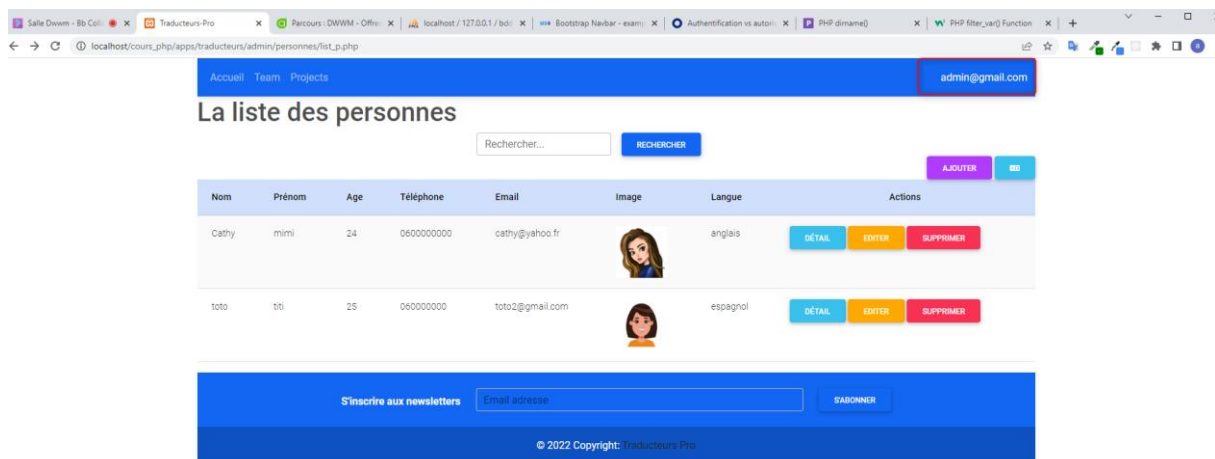 Salle Dwwm - Bb Coll
Traducteurs-Pro
Parcours : DWWM - Offre
localhost / 127.0.0.1 / bdd
Bootstrap Navbar - examp
Authentification vs autori
PHP dirname()
PHP filter_var() Function
localhost/cours_php/apps/traducteurs/admin/personnes/list_p.php
Accueil Team Projects admin@gmail.com
La liste des personnes
Rechercher... RECHERCHER
AJOUTER
Nom Prénom Age Téléphone Email Image Langue Actions
Cathy mimi 24 0600000000 cathy@yahoo.fr anglais DÉTAIL EDITER SUPPRIMER
toto titi 25 060000000 toto2@gmail.com espagnol DÉTAIL EDITER SUPPRIMER
S'inscrire aux newsletters Email adresse S'ABONNER
© 2022 Copyright: Traducteurs Pro